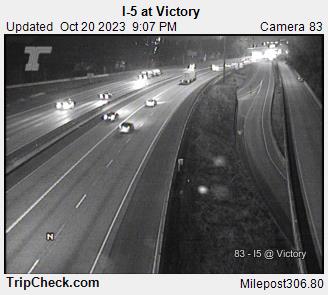 I-5 at Victory
Updated Oct 20 2023 9:07 PM Camera 83
T
N
83 - I5 @ Victory
TripCheck.com Milepost306.80